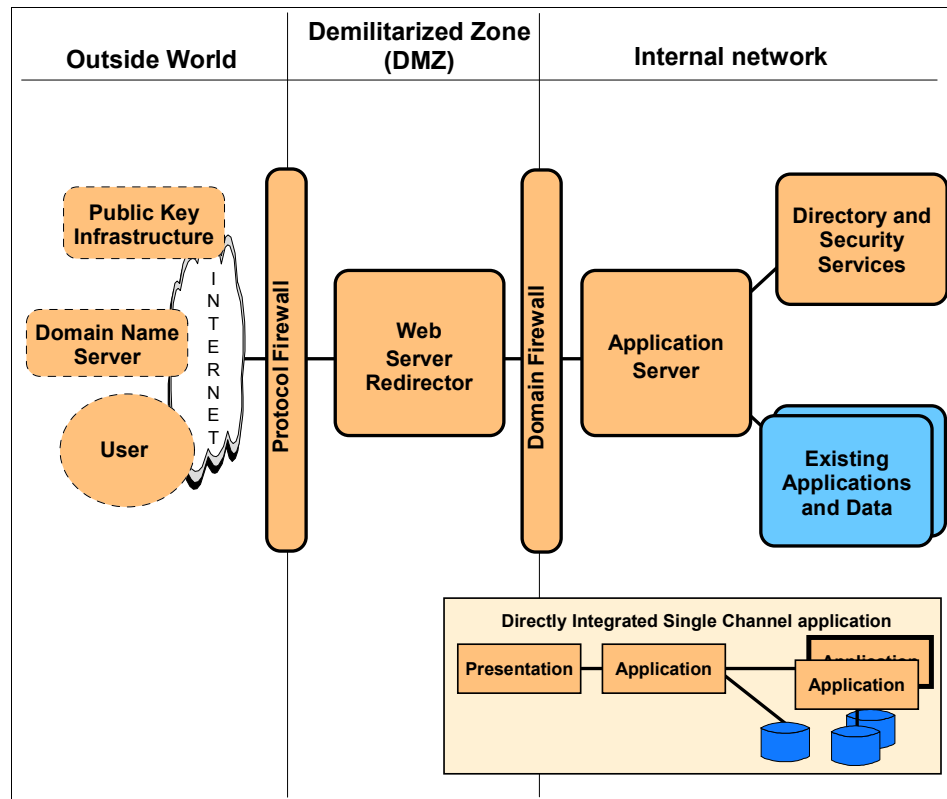 Outside World
Demilitarized Zone
(DMZ)
Internal network
Public Key
Infrastructure
Domain Name
Server
User
INTERNET
Protocol Firewall
Web
Server
Redirector
Domain Firewall
Application
Server
Directory and
Security
Services
Existing
Applications
and Data
Directly Integrated Single Channel application
Presentation
Application
Application
Application